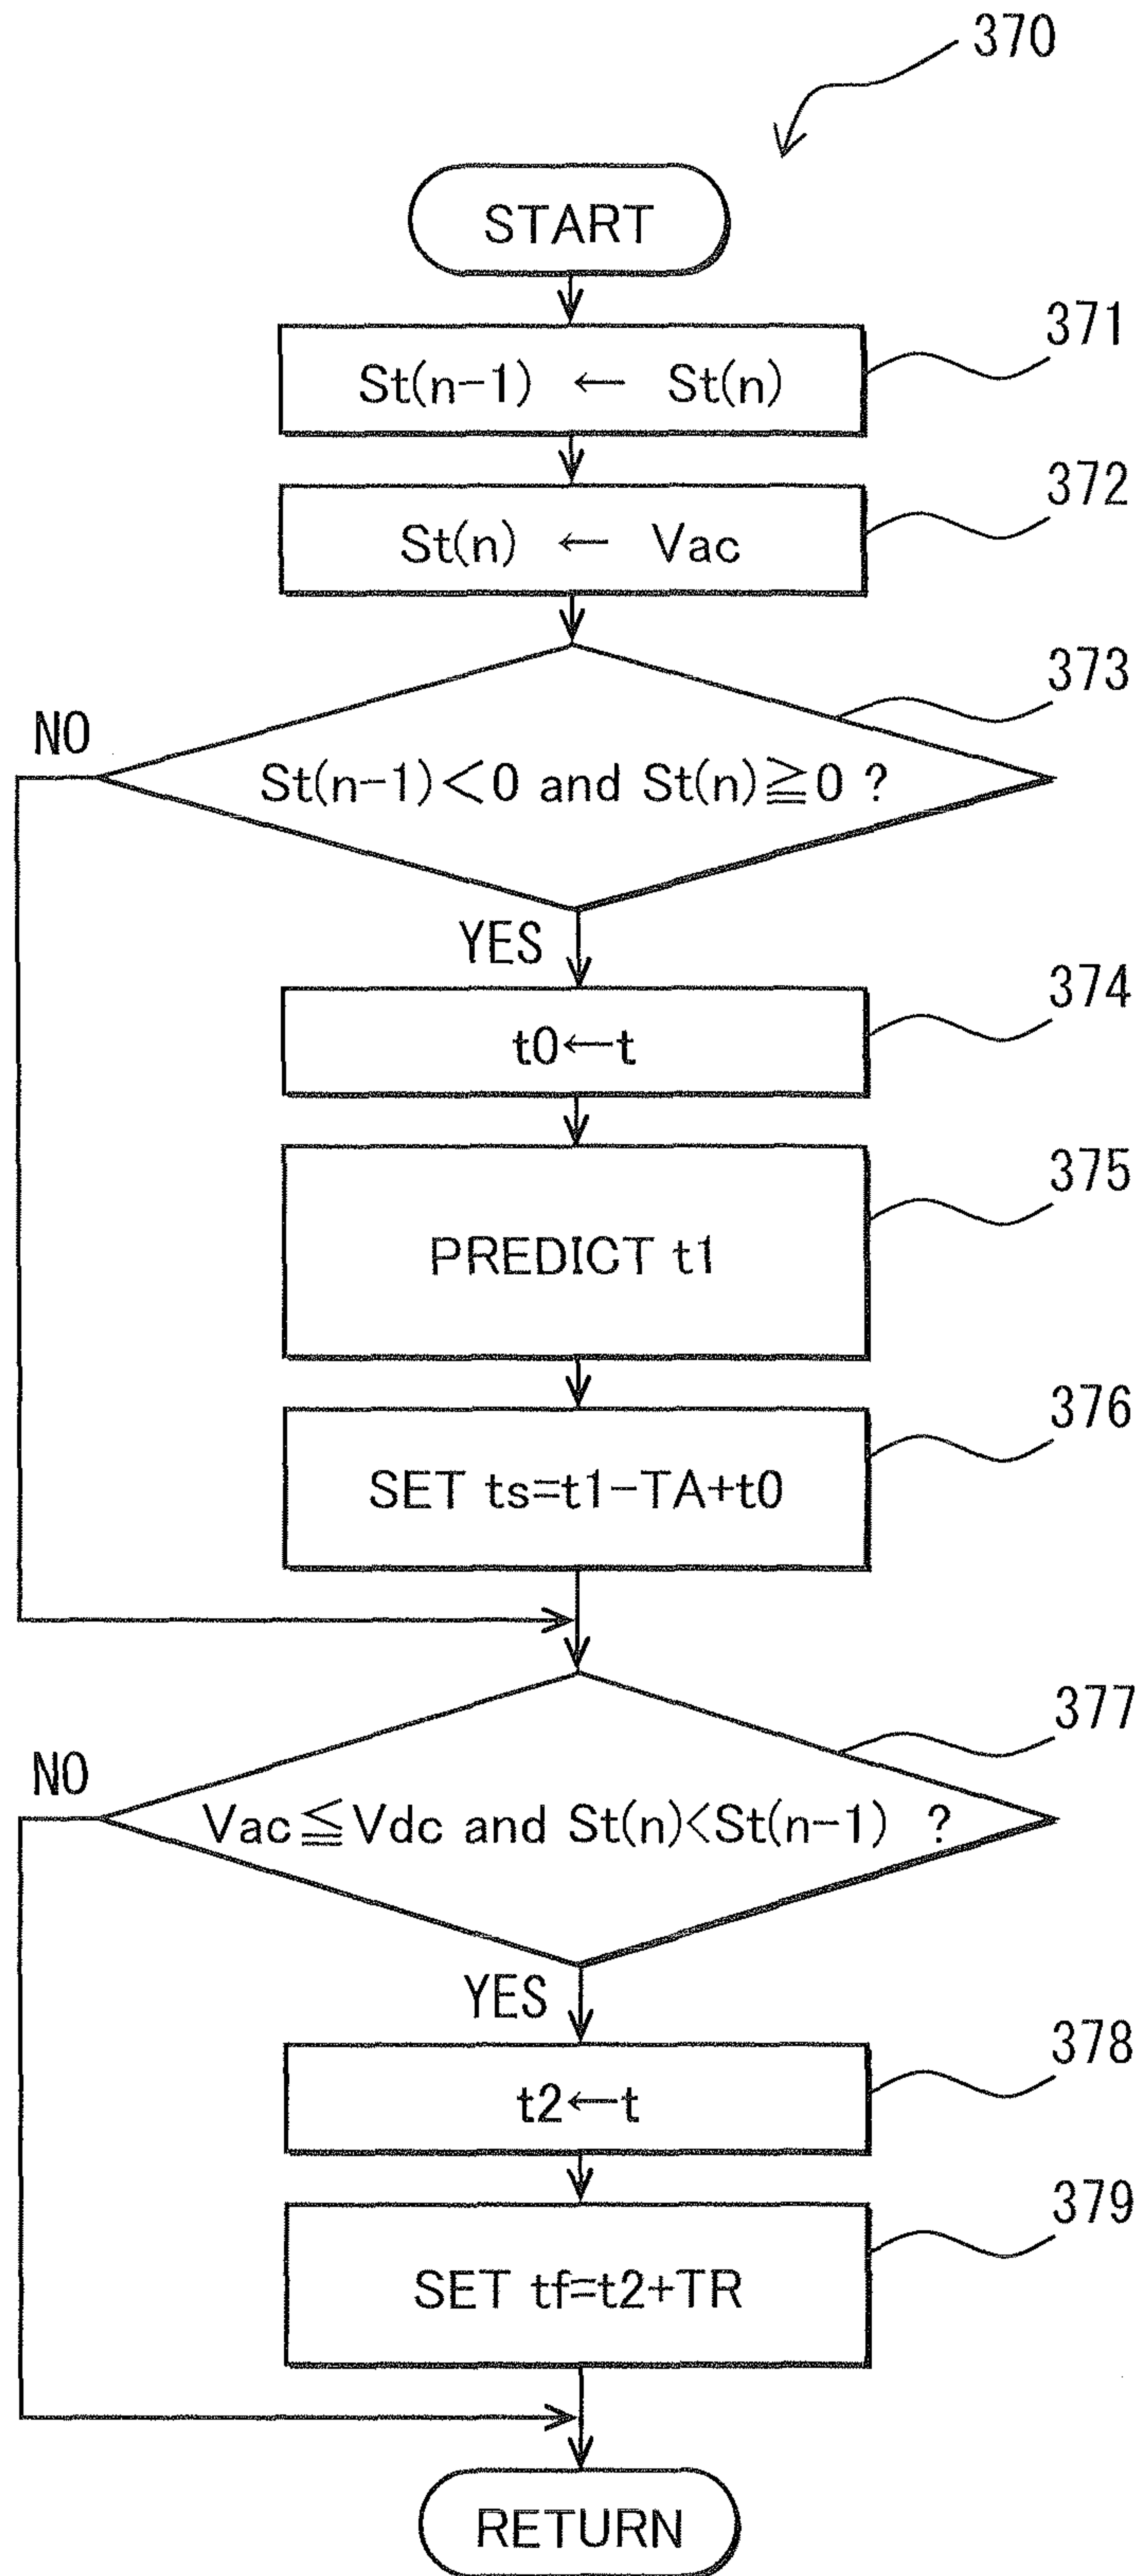 370
START
371
St(n-1) ← St(n)
372
St(n) ← Vac
373
NO
St(n-1)<0 and St(n)≧0 ?
YES
374
t0←t
375
PREDICT t1
376
SET ts=t1-TA+t0
377
NO
Vac≦Vdc and St(n)<St(n-1) ?
YES
378
t2←t
379
SET tf=t2+TR
RETURN